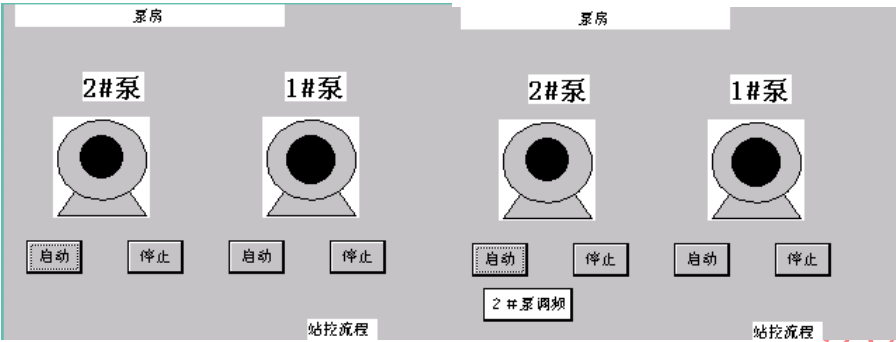 泵房
2#泵 1#泵
启动 停止 启动 停止
站控流程
泵房
2#泵 1#泵
启动 停止 启动 停止
2#泵调频
站控流程